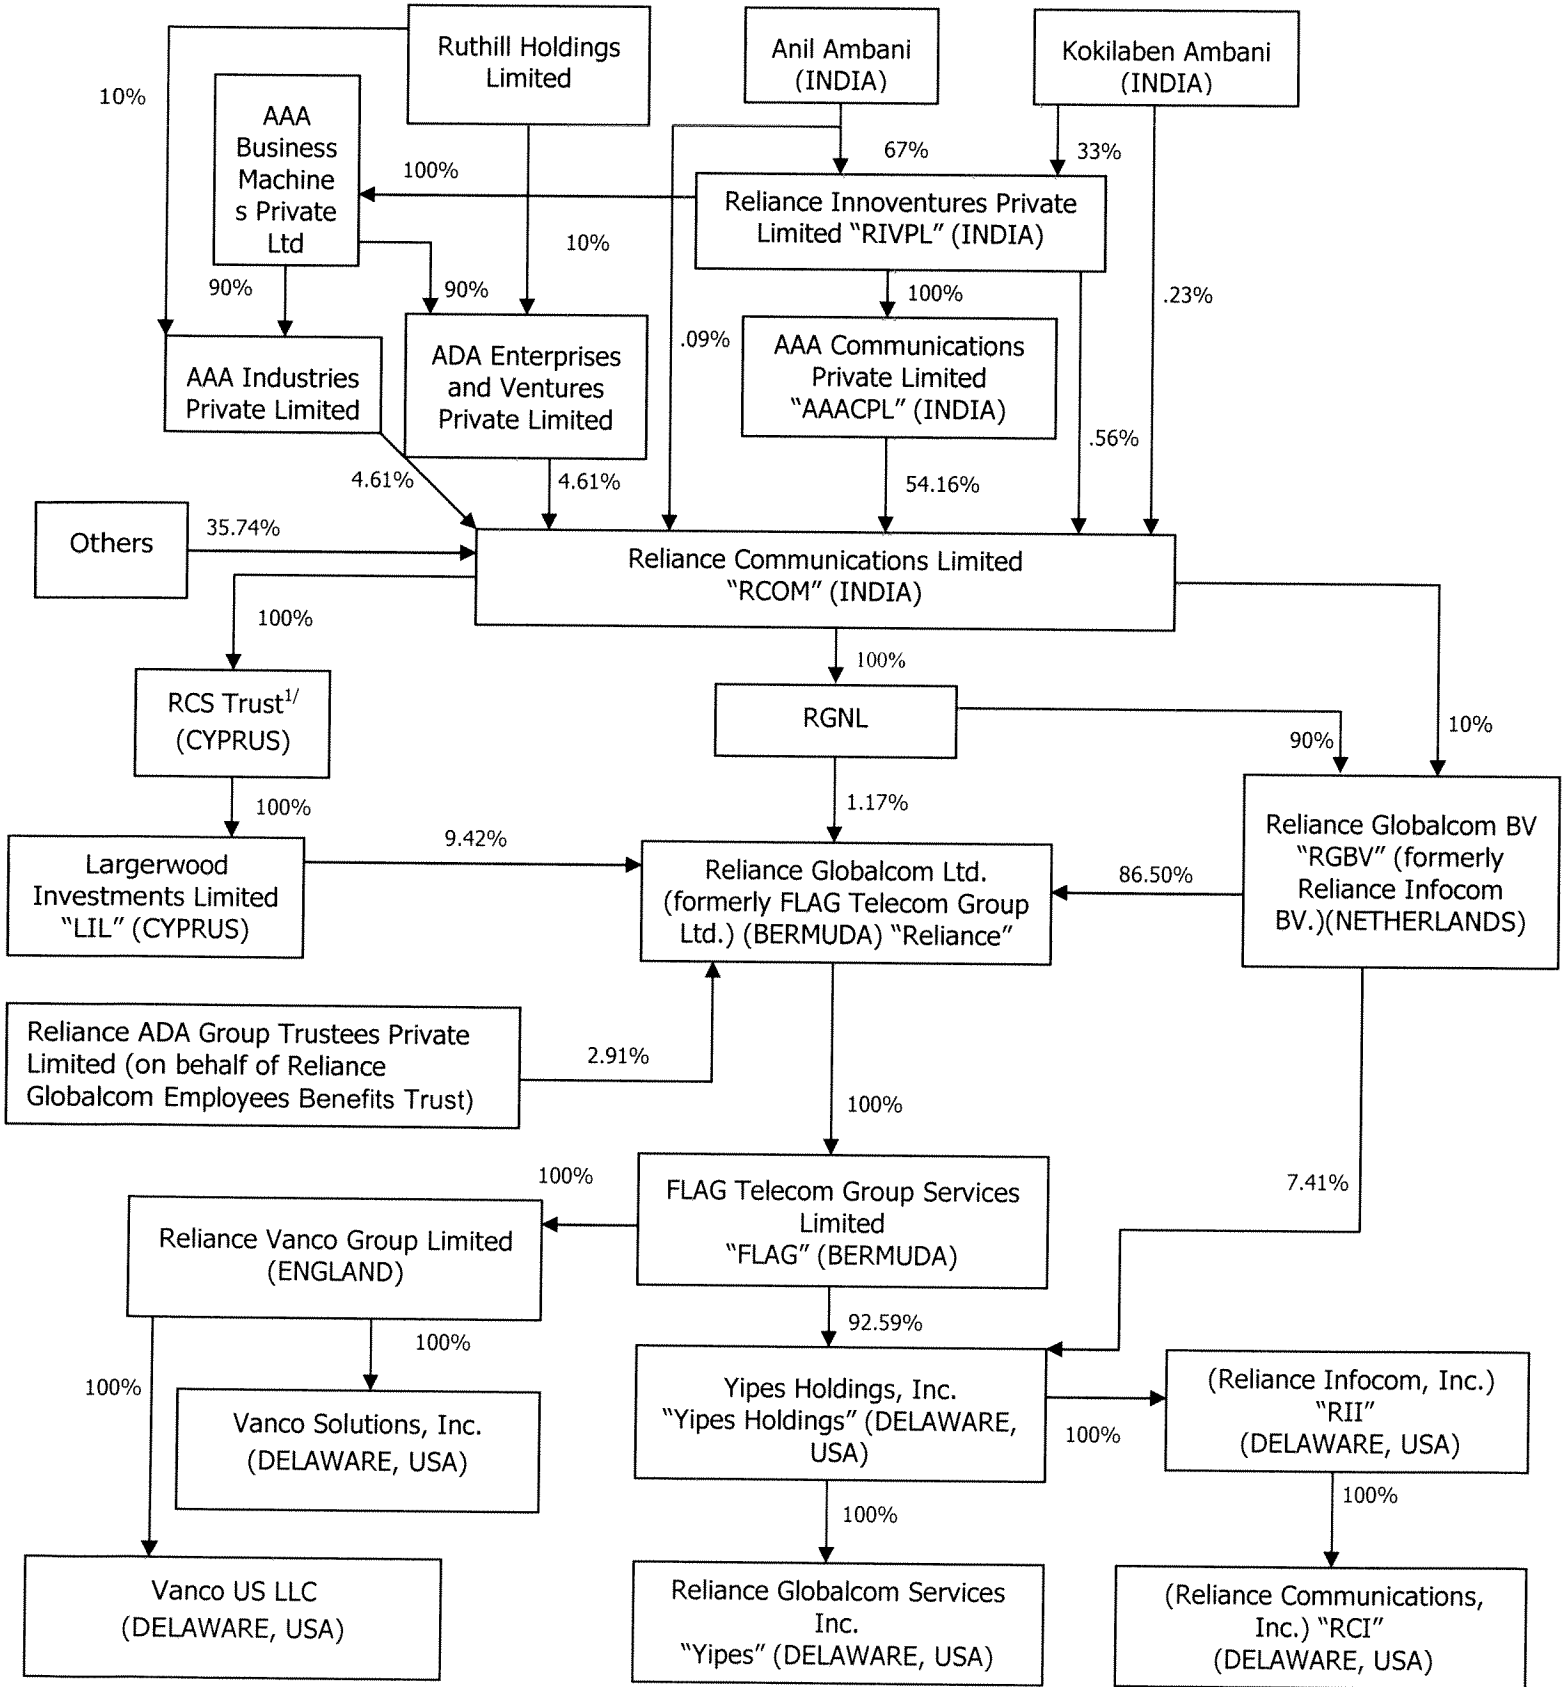 Ruthill Holdings
Limited
Anil Ambani
(INDIA)
Kokilaben Ambani
(INDIA)
10%
AAA
Business
Machine
s Private
Ltd
100%
67%
33%
Reliance Innoventures Private
Limited “RIVPL” (INDIA)
10%
90%
90%
100%
.23%
.09%
AAA Industries
Private Limited
ADA Enterprises
and Ventures
Private Limited
AAA Communications
Private Limited
“AAACPL” (INDIA)
.56%
4.61%
4.61%
54.16%
Others
35.74%
Reliance Communications Limited
“RCOM” (INDIA)
100%
100%
RCS Trust1/
(CYPRUS)
RGNL
90%
10%
100%
1.17%
Largerwood
Investments Limited
“LIL” (CYPRUS)
9.42%
Reliance Globalcom Ltd.
(formerly FLAG Telecom Group
Ltd.) (BERMUDA) “Reliance”
86.50%
Reliance Globalcom BV
“RGBV” (formerly
Reliance Infocom
BV.)(NETHERLANDS)
Reliance ADA Group Trustees Private
Limited (on behalf of Reliance
Globalcom Employees Benefits Trust)
2.91%
100%
100%
7.41%
Reliance Vanco Group Limited
(ENGLAND)
FLAG Telecom Group Services
Limited
“FLAG” (BERMUDA)
100%
92.59%
100%
Vanco Solutions, Inc.
(DELAWARE, USA)
Yipes Holdings, Inc.
“Yipes Holdings” (DELAWARE,
USA)
100%
(Reliance Infocom, Inc.)
“RII”
(DELAWARE, USA)
100%
100%
Vanco US LLC
(DELAWARE, USA)
Reliance Globalcom Services
Inc.
“Yipes” (DELAWARE, USA)
(Reliance Communications,
Inc.) “RCI”
(DELAWARE, USA)